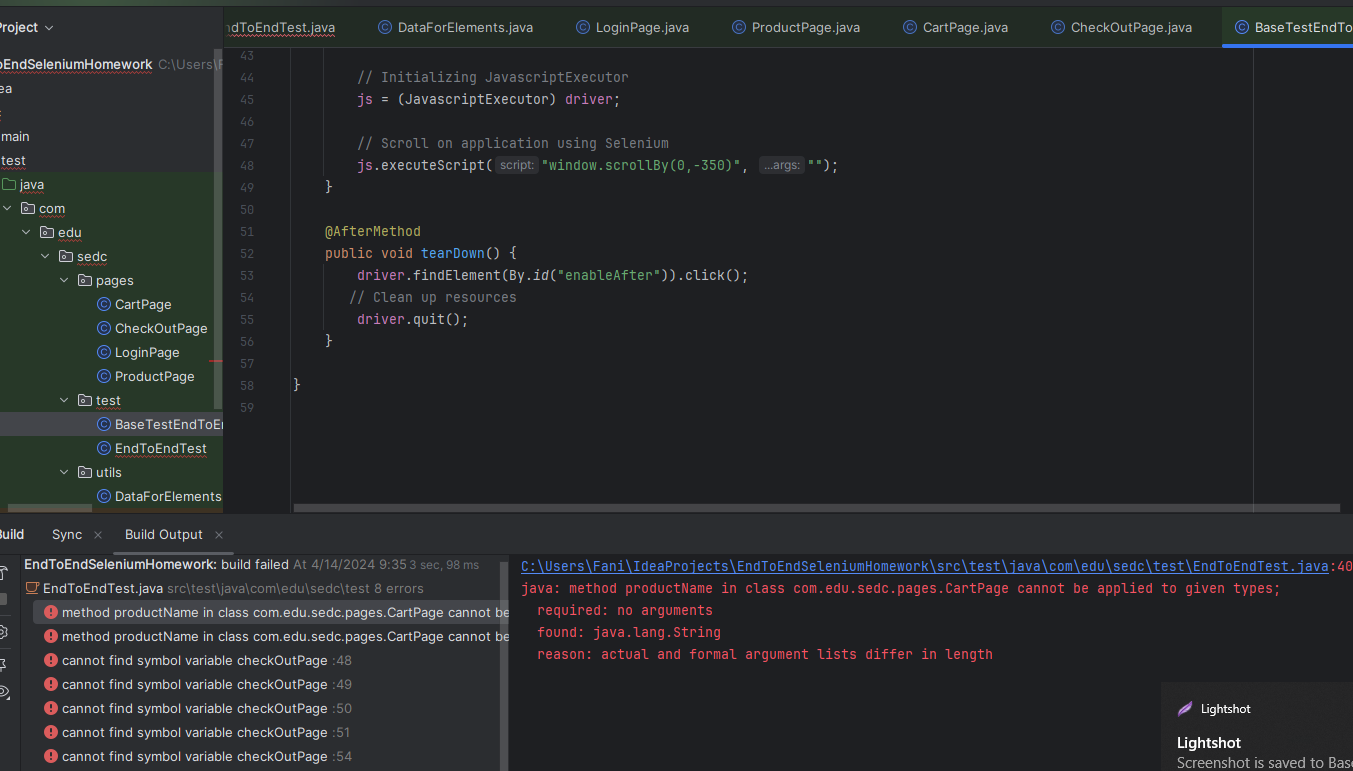 Project
ndToEndTest.java
DataForElements.java
LoginPage.java
ProductPage.java
CartPage.java
CheckOutPage.java
BaseTestEndTo
oEndSeleniumHomework C:\Users\F
ea
main
test
java
com
edu
sedc
pages
CartPage
CheckOutPage
LoginPage
ProductPage
test
BaseTestEndToEn
EndToEndTest
utils
DataForElements
43
44 // Initializing JavascriptExecutor
45 js = (JavascriptExecutor) driver;
46
47 // Scroll on application using Selenium
48 js.executeScript( script: "window.scrollBy(0,-350)", ...args: "");
49 }
50
51 @AfterMethod
52 public void tearDown() {
53 driver.findElement(By.id("enableAfter")).click();
54 // Clean up resources
55 driver.quit();
56 }
57
58 }
59
Build
Sync
Build Output
EndToEndSeleniumHomework: build failed At 4/14/2024 9:35 3 sec, 98 ms
EndToEndTest.java src\test\java\com\edu\sedc\test 8 errors
method productName in class com.edu.sedc.pages.CartPage cannot be
method productName in class com.edu.sedc.pages.CartPage cannot be
cannot find symbol variable checkOutPage :48
cannot find symbol variable checkOutPage :49
cannot find symbol variable checkOutPage :50
cannot find symbol variable checkOutPage :51
cannot find symbol variable checkOutPage :54
C:\Users\Fani\IdeaProjects\EndToEndSeleniumHomework\src\test\java\com\edu\sedc\test\EndToEndTest.java:40
java: method productName in class com.edu.sedc.pages.CartPage cannot be applied to given types;
required: no arguments
found: java.lang.String
reason: actual and formal argument lists differ in length
Lightshot
Lightshot
Screenshot is saved to Base